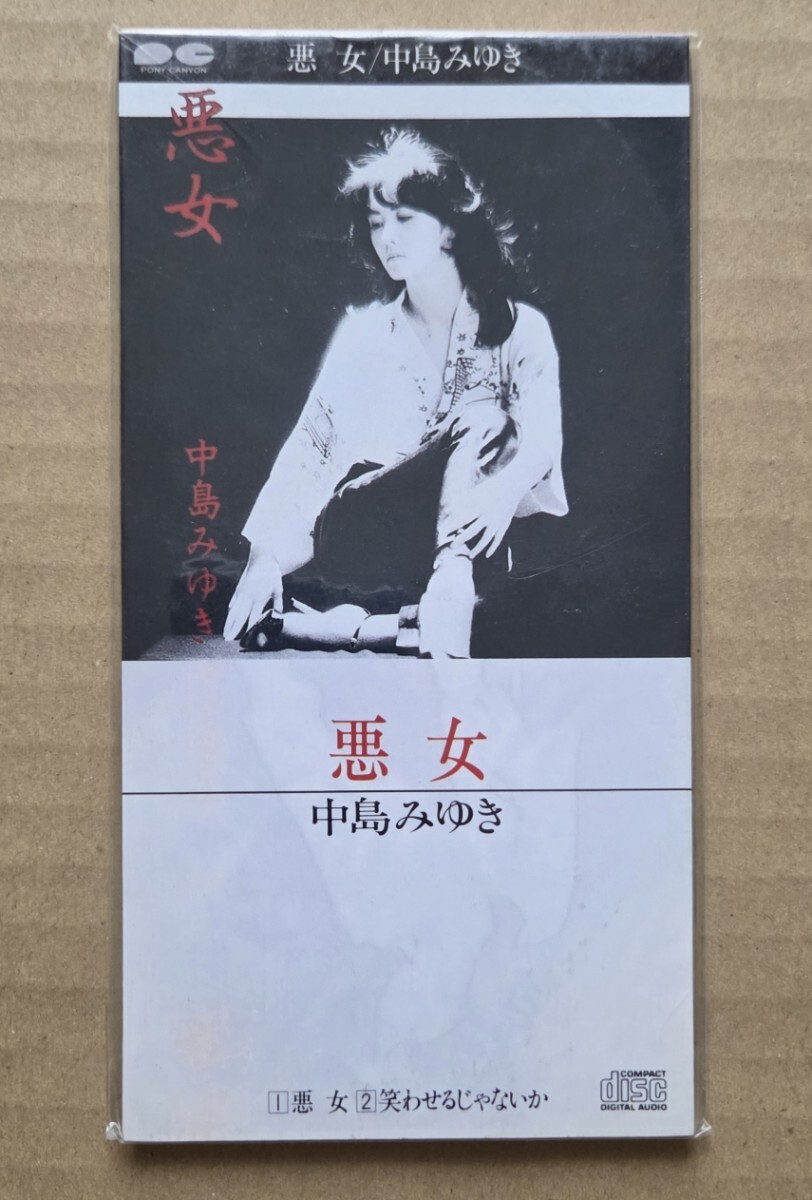 PONY CANYON
悪 女/中島みゆき
悪女
中島みゆき
悪 女
中島みゆき
1 悪 女 2 笑わせるじゃないか
COMPACT
disc
DIGITAL AUDIO